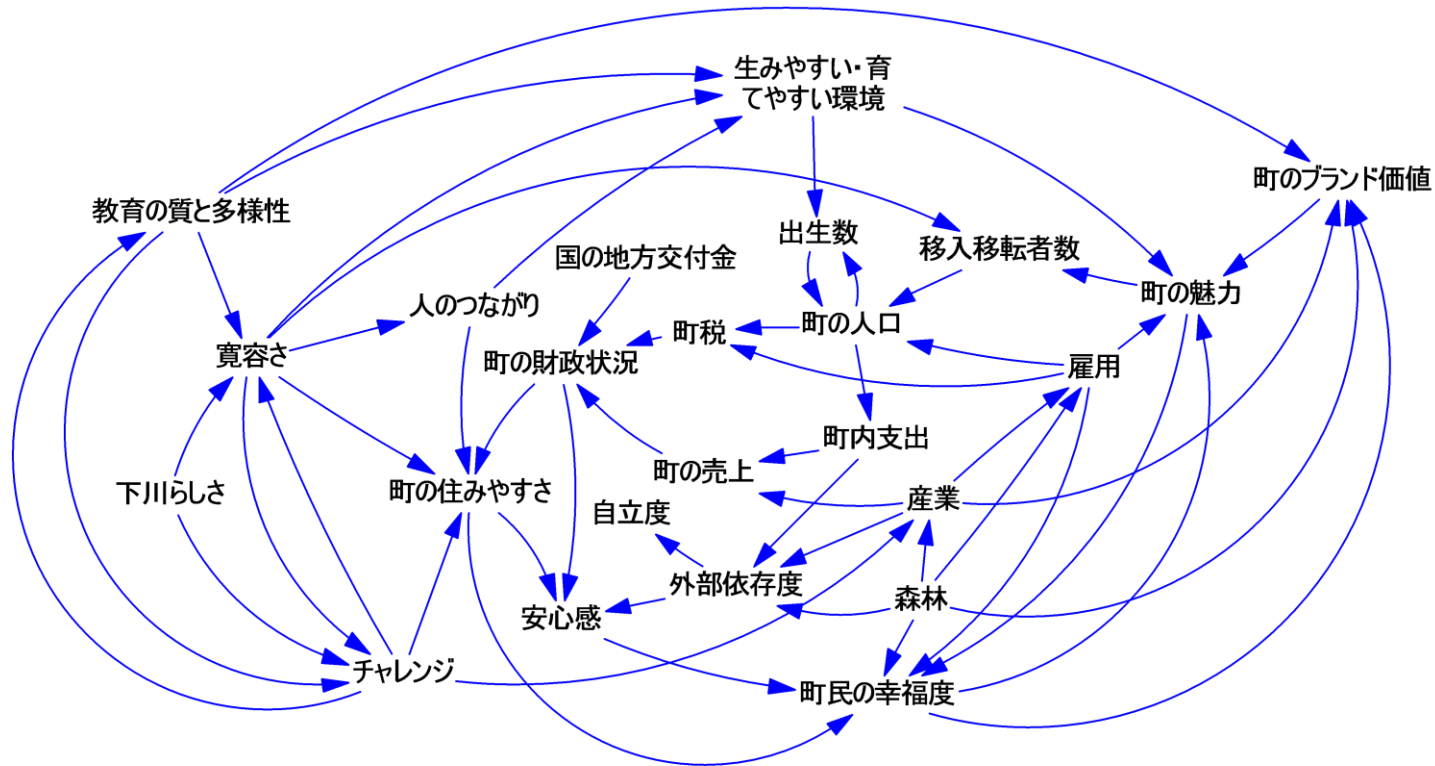 生みやすい・育
てやすい環境
町のブランド価値
教育の質と多様性
出生数
移入移転者数
国の地方交付金
町の魅力
人のつながり
町の人口
町税
寛容さ
町の財政状況
雇用
町内支出
町の売上
下川らしさ
町の住みやすさ
産業
自立度
外部依存度
森林
安心感
チャレンジ
町民の幸福度